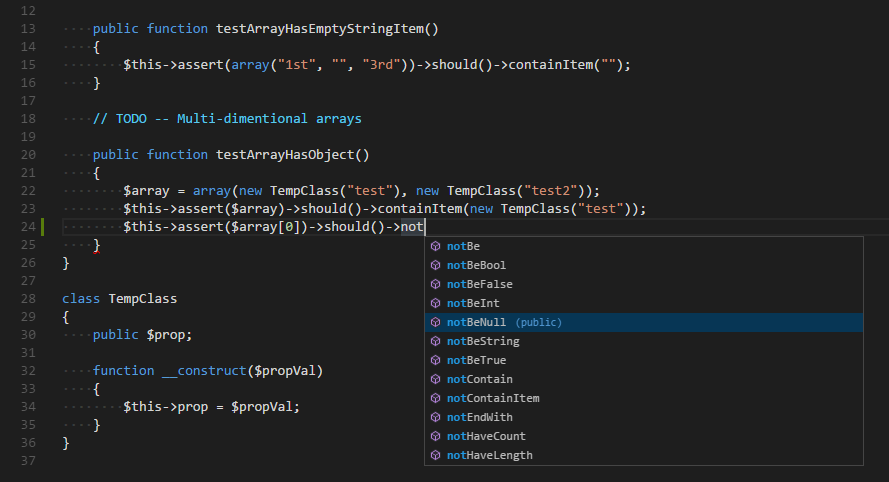 12
13 public function testArrayHasEmptyStringItem()
14 {
15 $this->assert(array("1st", "", "3rd"))->should()->containItem("");
16 }
17
18 // TODO -- Multi-dimentional arrays
19
20 public function testArrayHasObject()
21 {
22 $array = array(new TempClass("test"), new TempClass("test2"));
23 $this->assert($array)->should()->containItem(new TempClass("test"));
24 $this->assert($array[0])->should()->not
25 }
26 }
27
28 class TempClass
29 {
30 public $prop;
31
32 function __construct($propVal)
33 {
34 $this->prop = $propVal;
35 }
36 }
37
notBe
notBeBool
notBeFalse
notBeInt
notBeNull (public)
notBeString
notBeTrue
notContain
notContainItem
notEndWith
notHaveCount
notHaveLength